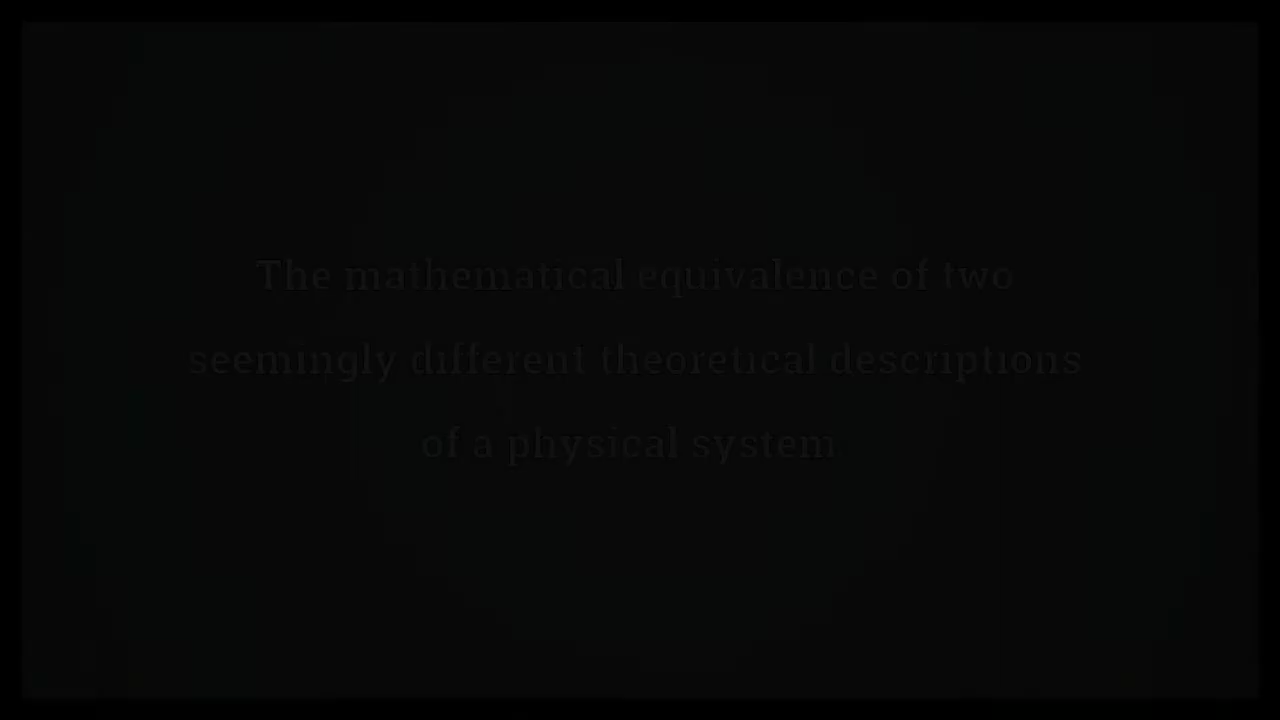 The mathematical equivalence of two
seemingly different theoretical descriptions
of a physical system